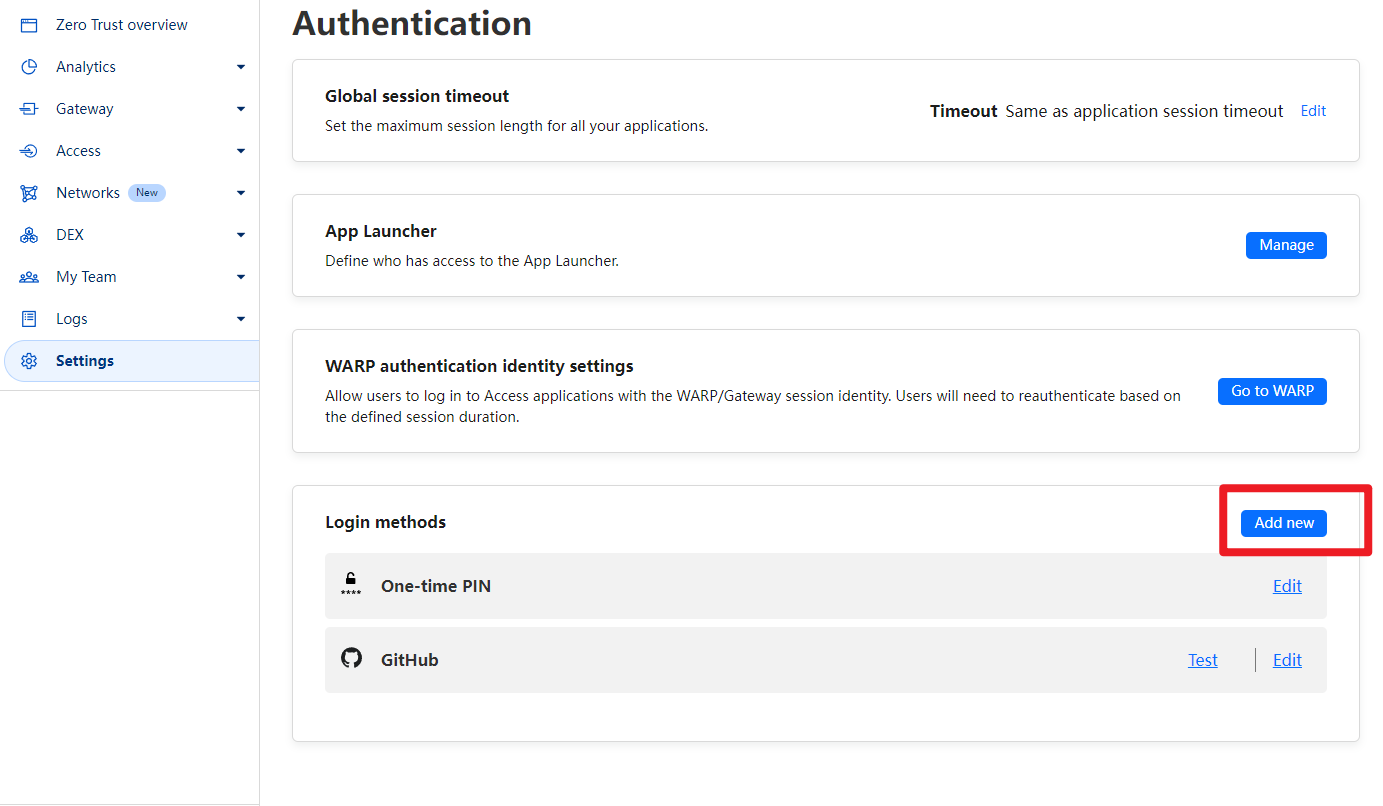 Zero Trust overview
Analytics
Gateway
Access
Networks New
DEX
My Team
Logs
Settings
Authentication
Global session timeout
Set the maximum session length for all your applications.
Timeout Same as application session timeout Edit
App Launcher
Define who has access to the App Launcher.
Manage
WARP authentication identity settings
Allow users to log in to Access applications with the WARP/Gateway session identity. Users will need to reauthenticate based on
the defined session duration.
Go to WARP
Login methods
Add new
One-time PIN Edit
GitHub Test Edit